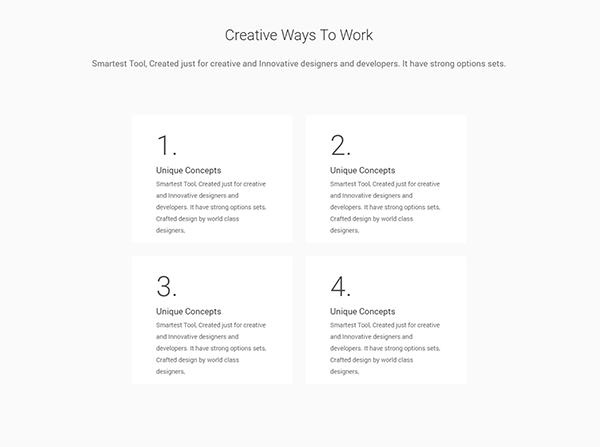 Creative Ways To Work
Smartest Tool, Created just for creative and Innovative designers and developers. It have strong options sets.
1.
Unique Concepts
Smartest Tool, Created just for creative
and Innovative designers and
developers. It have strong options sets,
Crafted design by world class
designers,
2.
Unique Concepts
Smartest Tool, Created just for creative
and Innovative designers and
developers. It have strong options sets,
Crafted design by world class
designers,
3.
Unique Concepts
Smartest Tool, Created just for creative
and Innovative designers and
developers. It have strong options sets,
Crafted design by world class
designers,
4.
Unique Concepts
Smartest Tool, Created just for creative
and Innovative designers and
developers. It have strong options sets,
Crafted design by world class
designers,